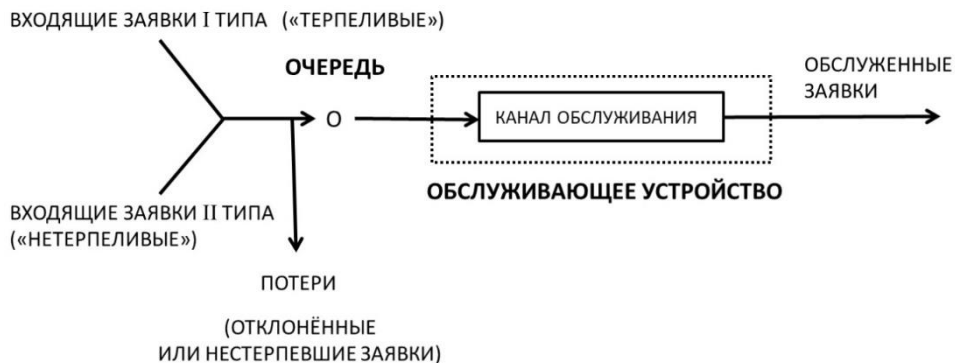 ВХОДЯЩИЕ ЗАЯВКИ I ТИПА («ТЕРПЕЛИВЫЕ»)
ОЧЕРЕДЬ
ОБСЛУЖЕННЫЕ
ЗАЯВКИ
О
КАНАЛ ОБСЛУЖИВАНИЯ
ОБСЛУЖИВАЮЩЕЕ УСТРОЙСТВО
ВХОДЯЩИЕ ЗАЯВКИ II ТИПА
(«НЕТЕРПЕЛИВЫЕ»)
ПОТЕРИ
(ОТКЛОНЁННЫЕ
ИЛИ НЕСТЕРПЕВШИЕ ЗАЯВКИ)